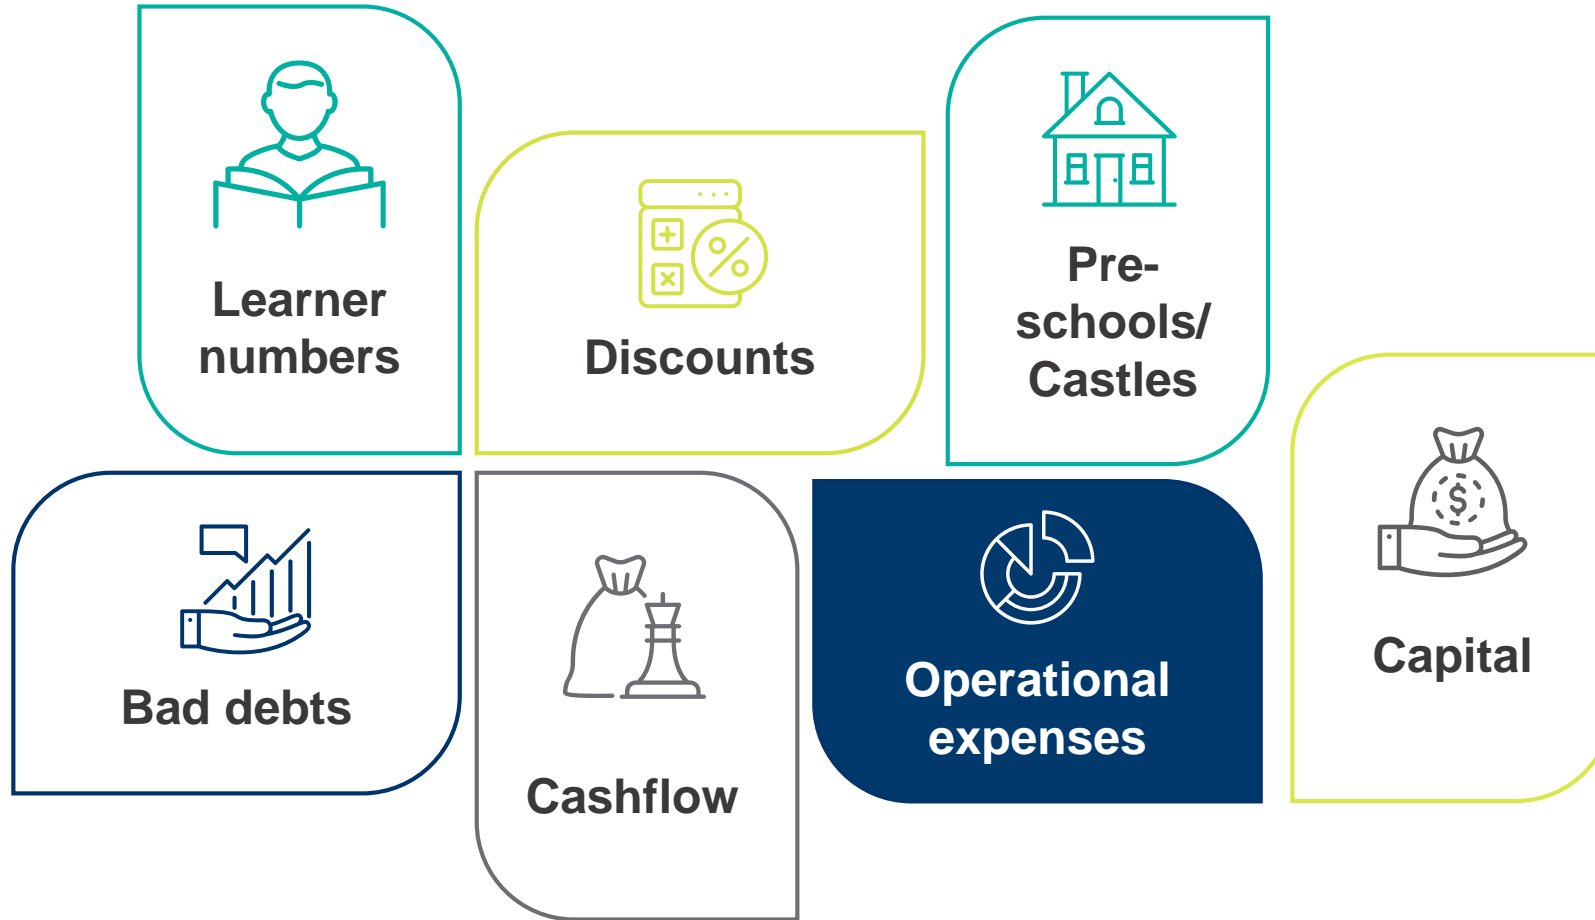 Learner
numbers
Discounts
Pre-
schools/
Castles
Bad debts
Cashflow
Operational
expenses
Capital